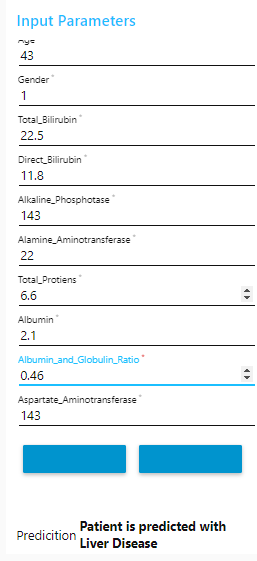 Input Parameters
Age
43
Gender *
1
Total_Bilirubin *
22.5
Direct_Bilirubin *
11.8
Alkaline_Phosphotase *
143
Alamine_Aminotransferase *
22
Total_Protiens *
6.6
Albumin *
2.1
Albumin_and_Globulin_Ratio *
0.46
Aspartate_Aminotransferase *
143
Predicition Patient is predicted with
Liver Disease